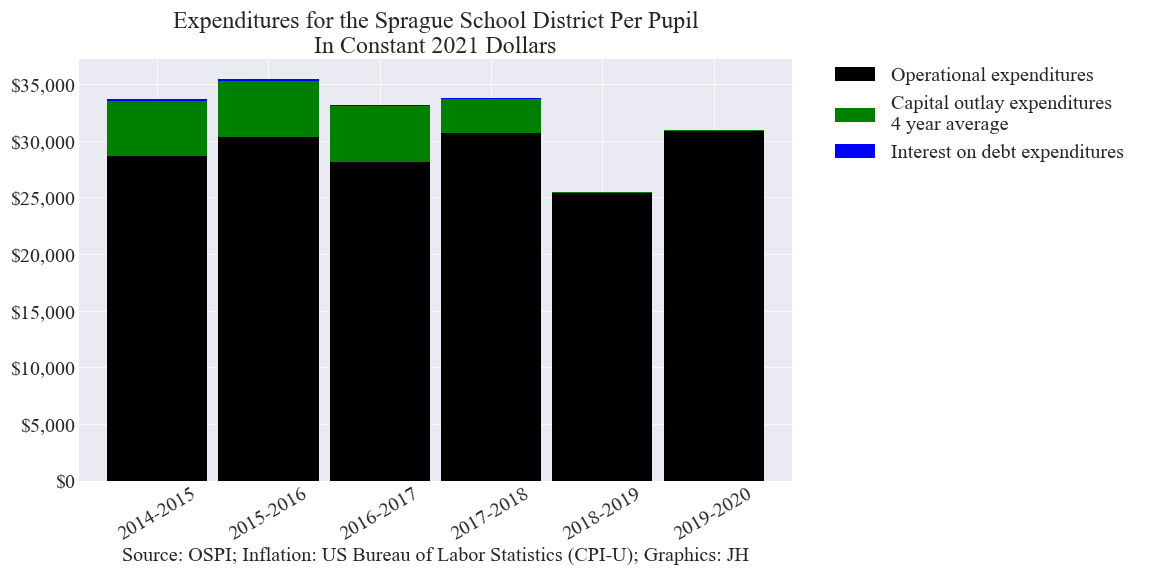 Expenditures for the Sprague School District Per Pupil
In Constant 2021 Dollars
$35,000
$30,000
$25,000
$20,000
$15,000
$10,000
$5,000
$0
2014-2015
2015-2016
2016-2017
2017-2018
2018-2019
2019-2020
Source: OSPI; Inflation: US Bureau of Labor Statistics (CPI-U); Graphics: JH
Operational expenditures
Capital outlay expenditures
4 year average
Interest on debt expenditures